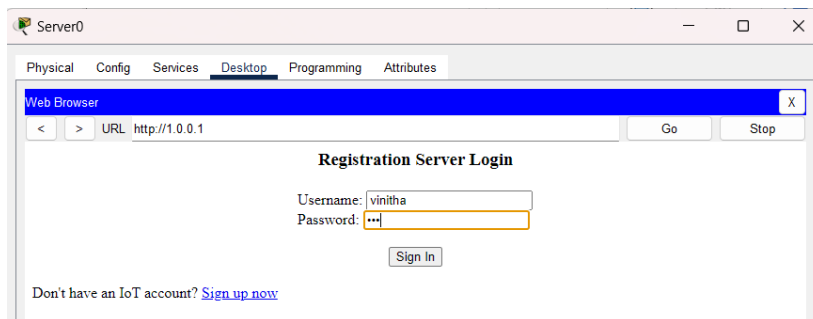 Server0
Physical Config Services Desktop Programming Attributes
Web Browser X
< > URL http://1.0.0.1 Go Stop
Registration Server Login
Username: vinitha
Password: •••
Sign In
Don't have an IoT account? Sign up now